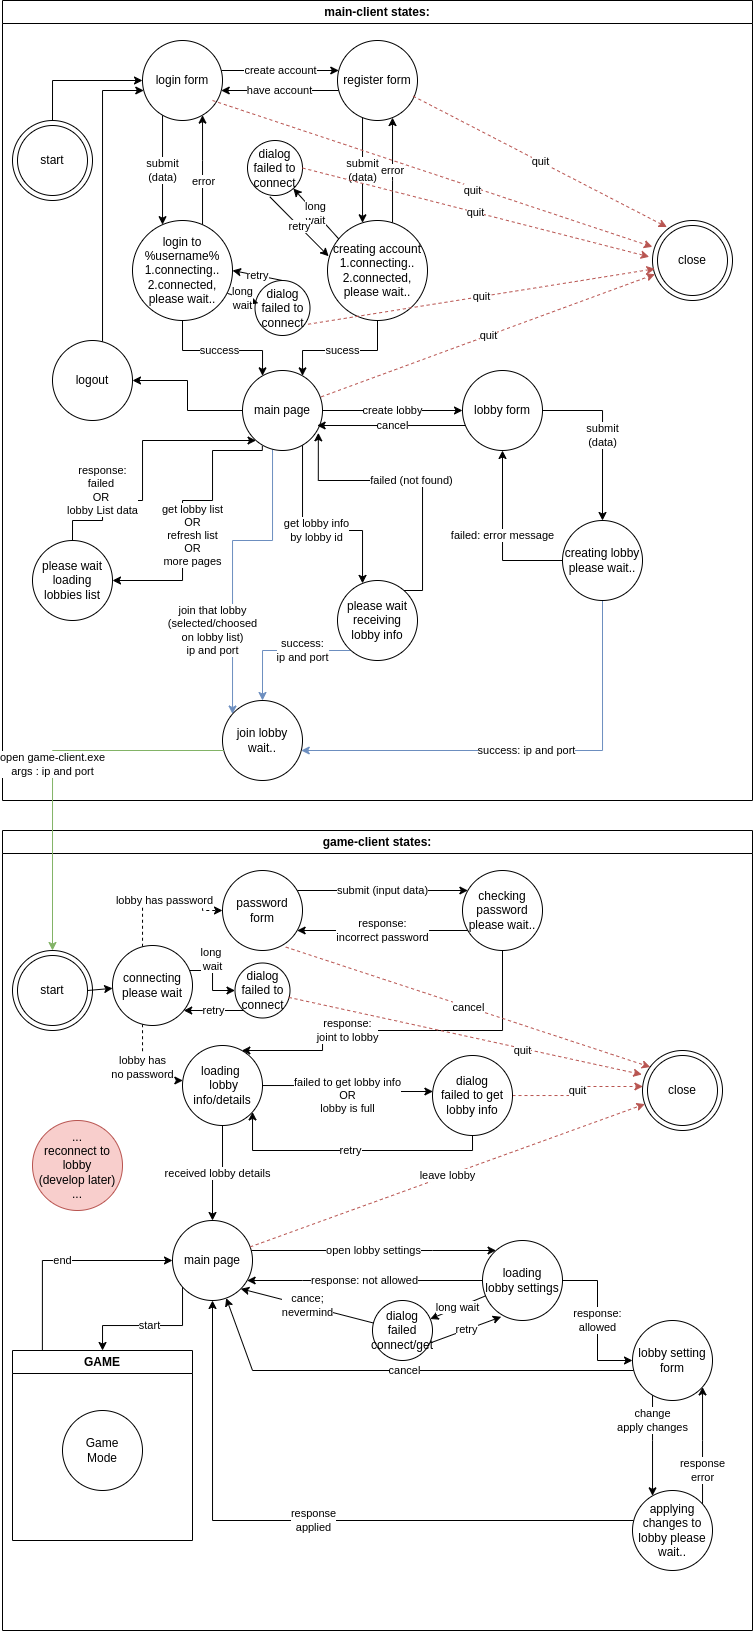 main-client states:
login form
create account
have account
register form
start
submit
(data)
error
dialog
failed to
connect
submit
(data)
error
quit
quit
quit
long
wait
retry
login to
%username%
1.connecting..
2.connected,
please wait..
retry
long
wait
dialog
failed to
connect
creating account
1.connecting..
2.connected,
please wait..
quit
close
success
sucess
quit
logout
main page
create lobby
cancel
lobby form
submit
(data)
response:
failed
OR
lobby List data
get lobby list
OR
refresh list
OR
more pages
get lobby info
by lobby id
failed (not found)
failed: error message
creating lobby
please wait..
please wait
loading
lobbies list
please wait
receiving
lobby info
join that lobby
(selected/choosed
on lobby list)
ip and port
success:
ip and port
join lobby
wait..
success: ip and port
open game-client.exe
args : ip and port
game-client states:
lobby has password
password
form
submit (input data)
response:
incorrect password
checking
password
please wait..
start
connecting
please wait
long
wait
retry
dialog
failed to
connect
cancel
response:
joint to lobby
quit
lobby has
no password
loading
lobby
info/details
failed to get lobby info
OR
lobby is full
dialog
failed to get
lobby info
quit
close
retry
...
reconnect to
lobby
(develop later)
...
received lobby details
leave lobby
main page
open lobby settings
response: not allowed
loading
lobby settings
end
cance;
nevermind
long wait
retry
dialog
failed
connect/get
response:
allowed
start
cancel
lobby setting
form
GAME
Game
Mode
change
apply changes
response
error
response
applied
applying
changes to
lobby please
wait..